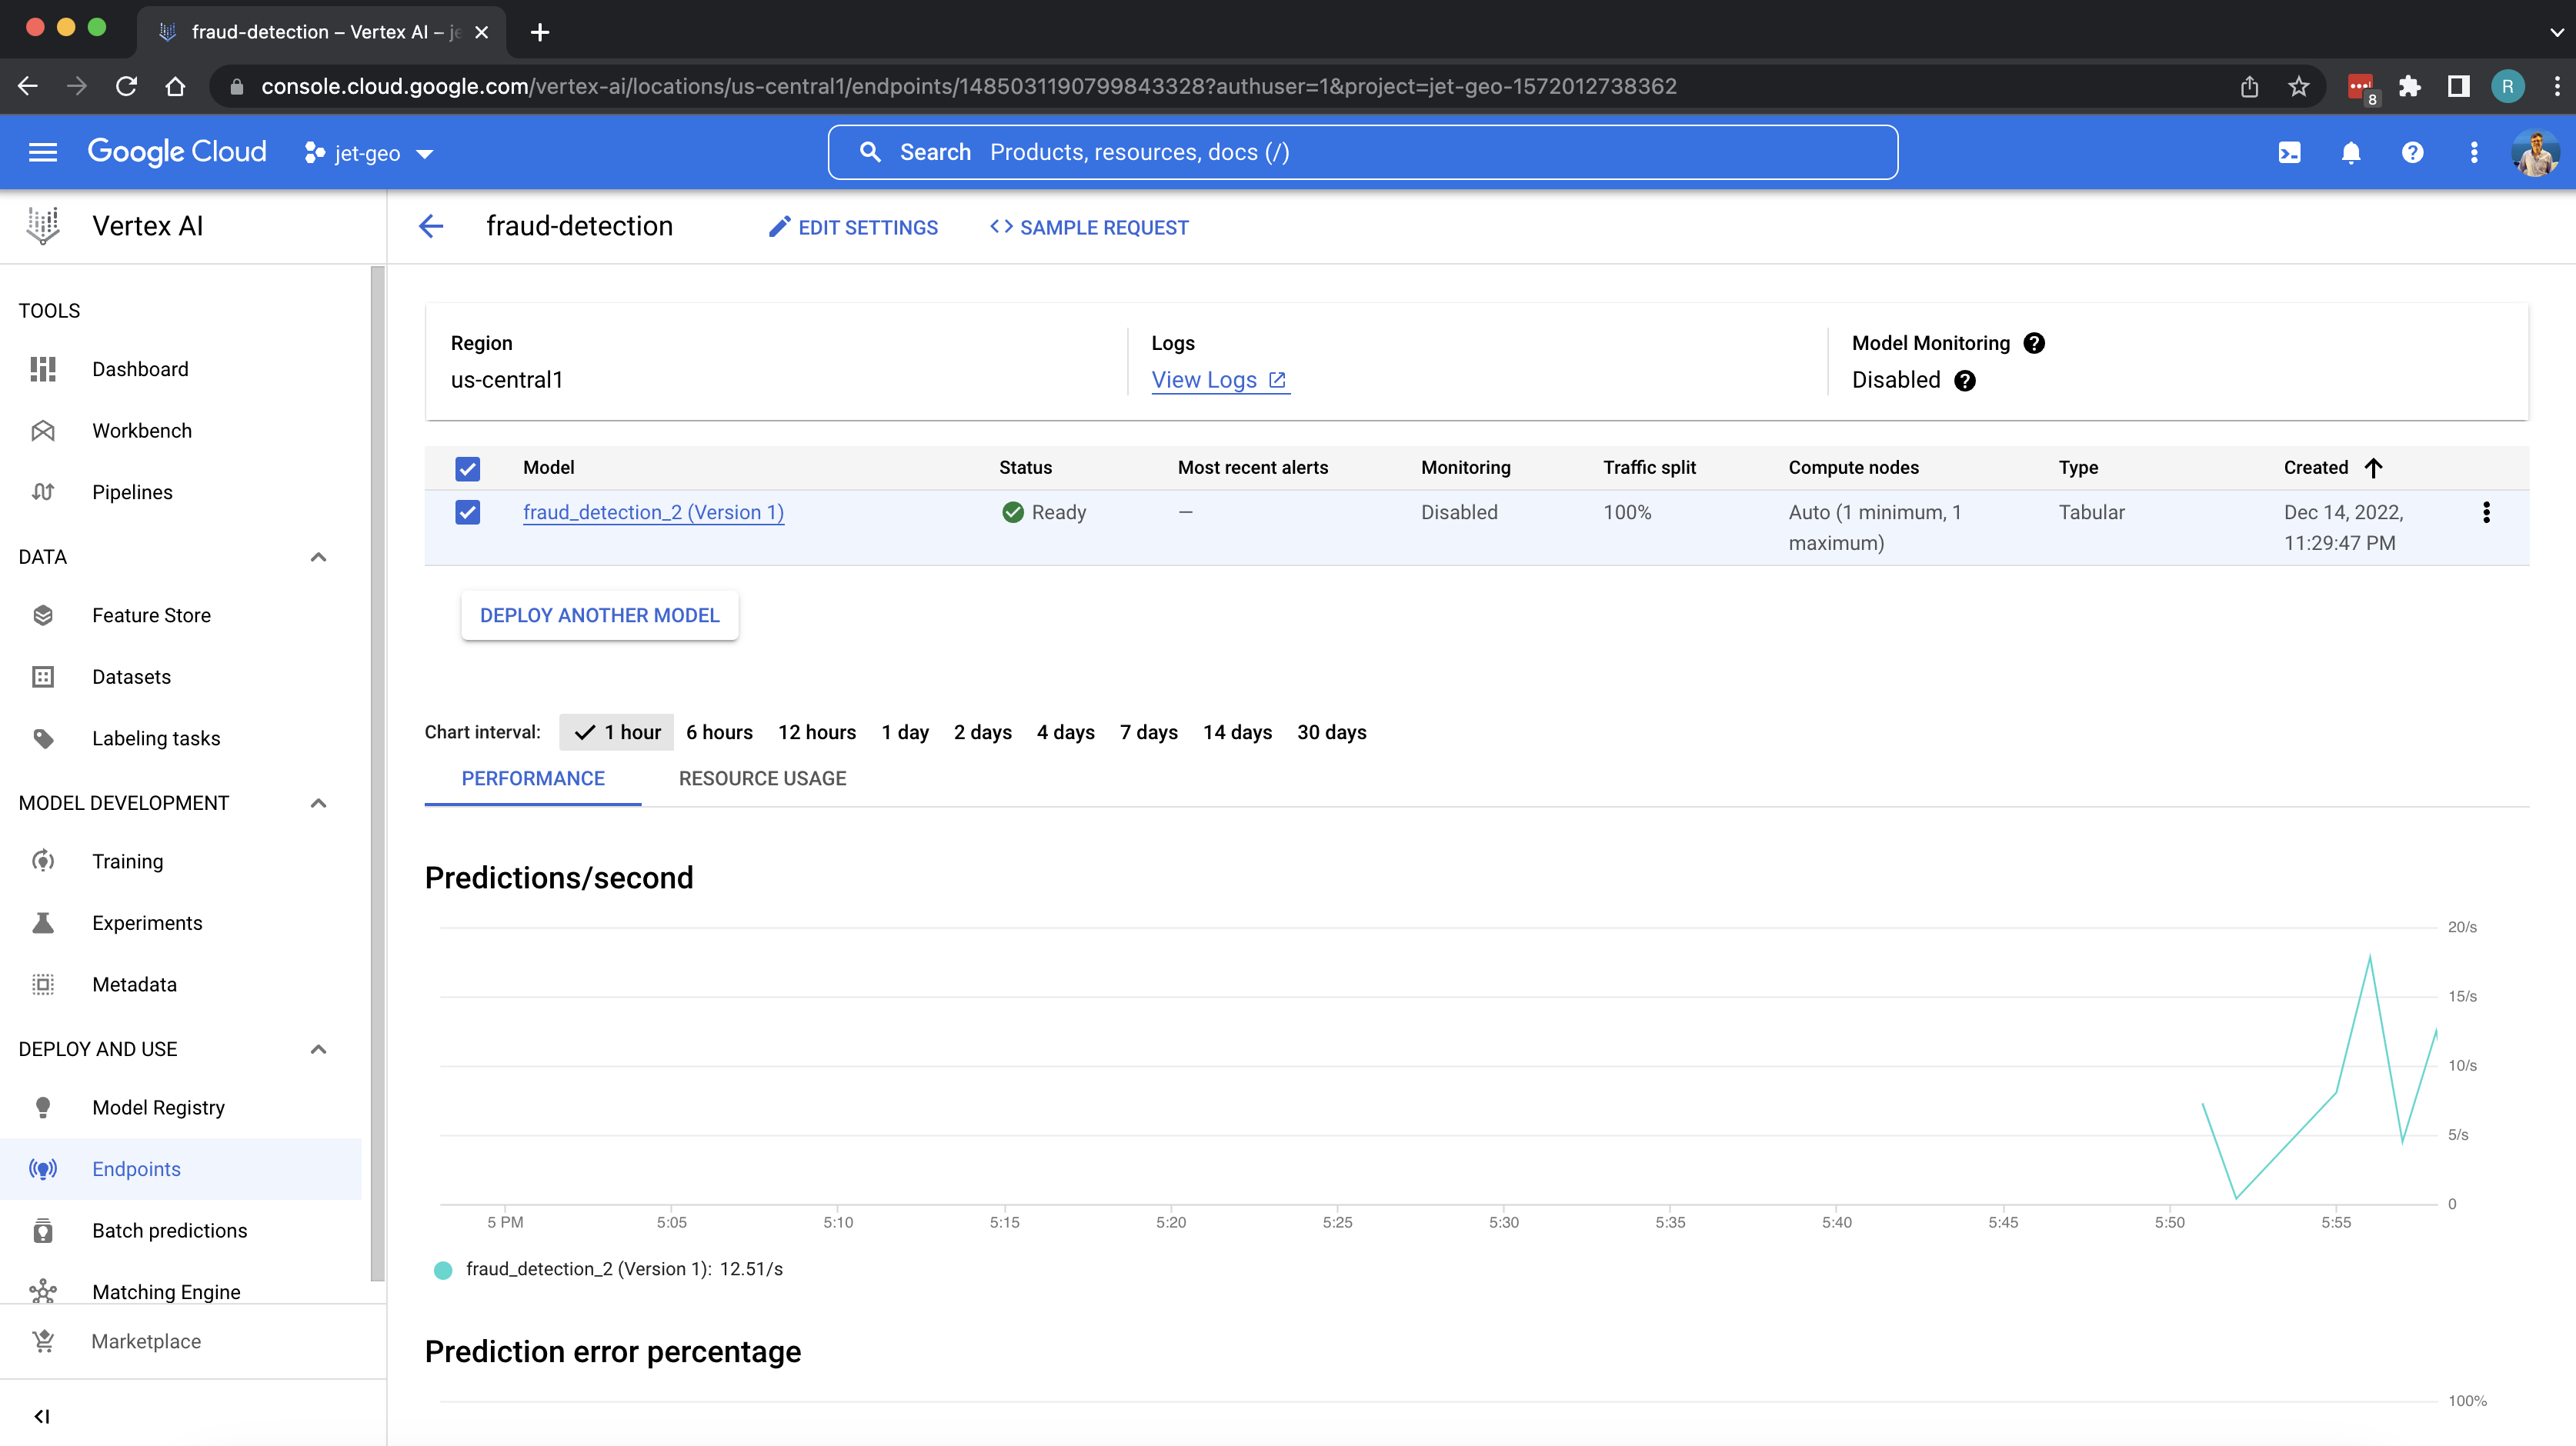 fraud-detection – Vertex AI – je
console.cloud.google.com/vertex-ai/locations/us-central1/endpoints/1485031190799843328?authuser=1&project=jet-geo-1572012738362
8
R
Google Cloud
jet-geo
Search Products, resources, docs (/)
Vertex AI
fraud-detection
EDIT SETTINGS
SAMPLE REQUEST
TOOLS
Dashboard
Workbench
Pipelines
DATA
Feature Store
Datasets
Labeling tasks
MODEL DEVELOPMENT
Training
Experiments
Metadata
DEPLOY AND USE
Model Registry
Endpoints
Batch predictions
Matching Engine
Marketplace
Region
us-central1
Logs
View Logs
Model Monitoring
Disabled
Model Status Most recent alerts Monitoring Traffic split Compute nodes Type Created
fraud_detection_2 (Version 1) Ready — Disabled 100% Auto (1 minimum, 1 Tabular Dec 14, 2022,
maximum) 11:29:47 PM
DEPLOY ANOTHER MODEL
Chart interval: 1 hour 6 hours 12 hours 1 day 2 days 4 days 7 days 14 days 30 days
PERFORMANCE RESOURCE USAGE
Predictions/second
20/s
15/s
10/s
5/s
0
5 PM 5:05 5:10 5:15 5:20 5:25 5:30 5:35 5:40 5:45 5:50 5:55
fraud_detection_2 (Version 1): 12.51/s
Prediction error percentage
100%